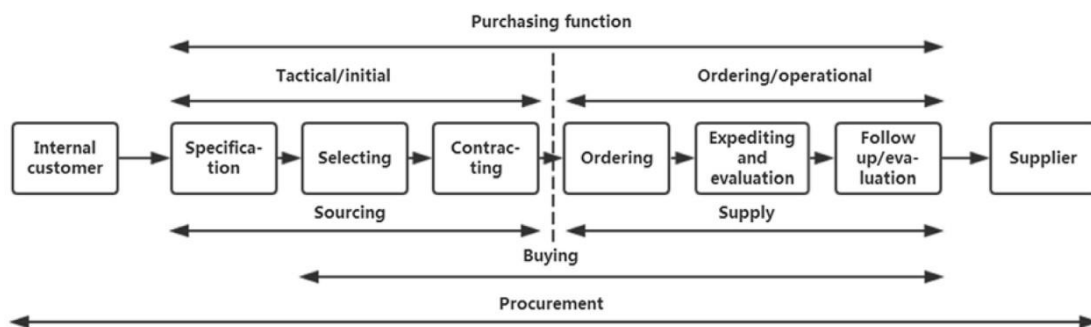 Purchasing function
Tactical/initial
Ordering/operational
Internal
customer
Specifica-
tion
Selecting
Contrac-
ting
Ordering
Expediting
and
evaluation
Follow
up/eva-
luation
Supplier
Sourcing
Supply
Buying
Procurement